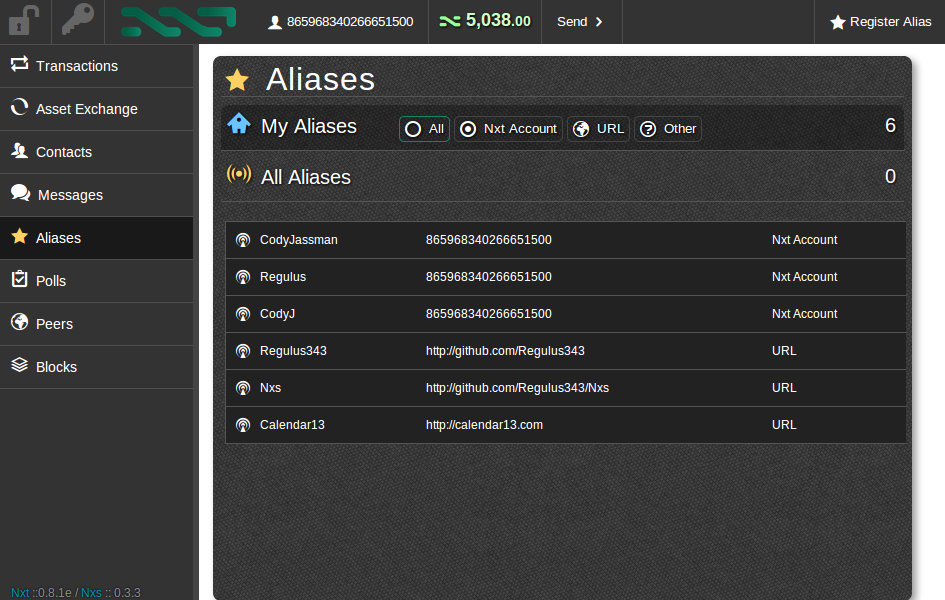 865968340266651500 5,038.00 Send Register Alias
Transactions
Asset Exchange
Contacts
Messages
Aliases
Polls
Peers
Blocks
Nxt ::0.8.1e / Nxs :: 0.3.3
Aliases
My Aliases All Nxt Account URL Other 6
All Aliases 0
CodyJassman 865968340266651500 Nxt Account
Regulus 865968340266651500 Nxt Account
CodyJ 865968340266651500 Nxt Account
Regulus343 http://github.com/Regulus343 URL
Nxs http://github.com/Regulus343/Nxs URL
Calendar13 http://calendar13.com URL